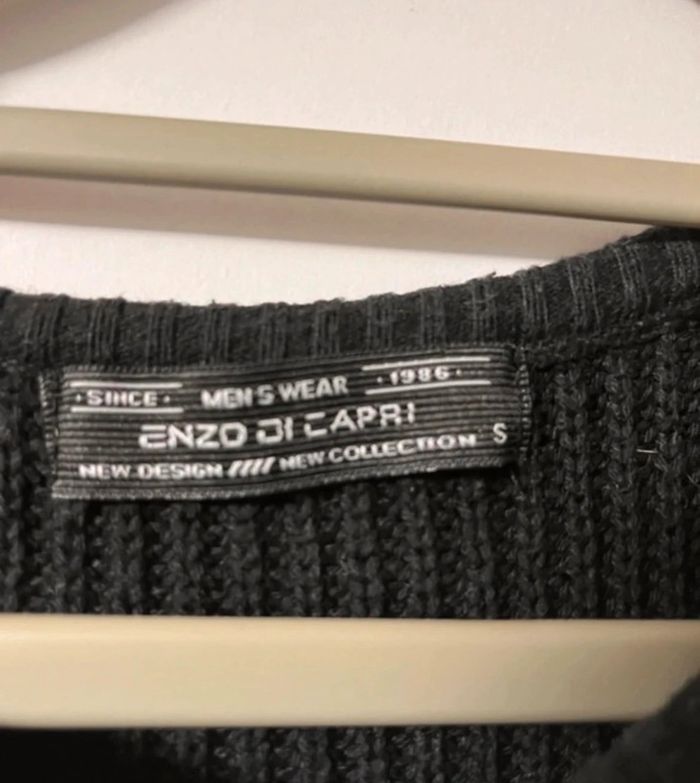 ·SINCE· MEN'S WEAR ·1986·
ENZO DI CAPRI
NEW DESIGN //// NEW COLLECTION S